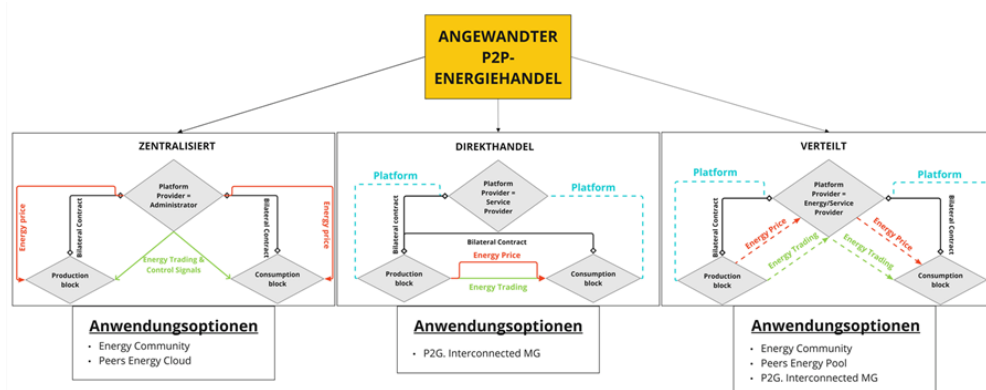 ANGEWANDTER
P2P-
ENERGIEHANDEL
ZENTRALISIERT
Platform
Provider =
Administrator
Energy price
Bilateral Contract
Bilateral Contract
Energy price
Energy Trading &
Control Signals
Production
block
Consumption
block
Anwendungsoptionen
• Energy Community
• Peers Energy Cloud
DIREKTHANDEL
Platform
Platform
Provider =
Service
Provider
Platform
Bilateral contract
Bilateral Contract
Energy Price
Energy Trading
Production
block
Consumption
block
Anwendungsoptionen
• P2G. Interconnected MG
VERTEILT
Platform
Platform
Provider =
Energy/Service
Provider
Platform
Bilateral
Contract
Energy Price
Energy Trading
Energy Price
Energy Trading
Bilateral Contract
Production
block
Consumption
block
Anwendungsoptionen
• Energy Community
• Peers Energy Pool
• P2G. Interconnected MG